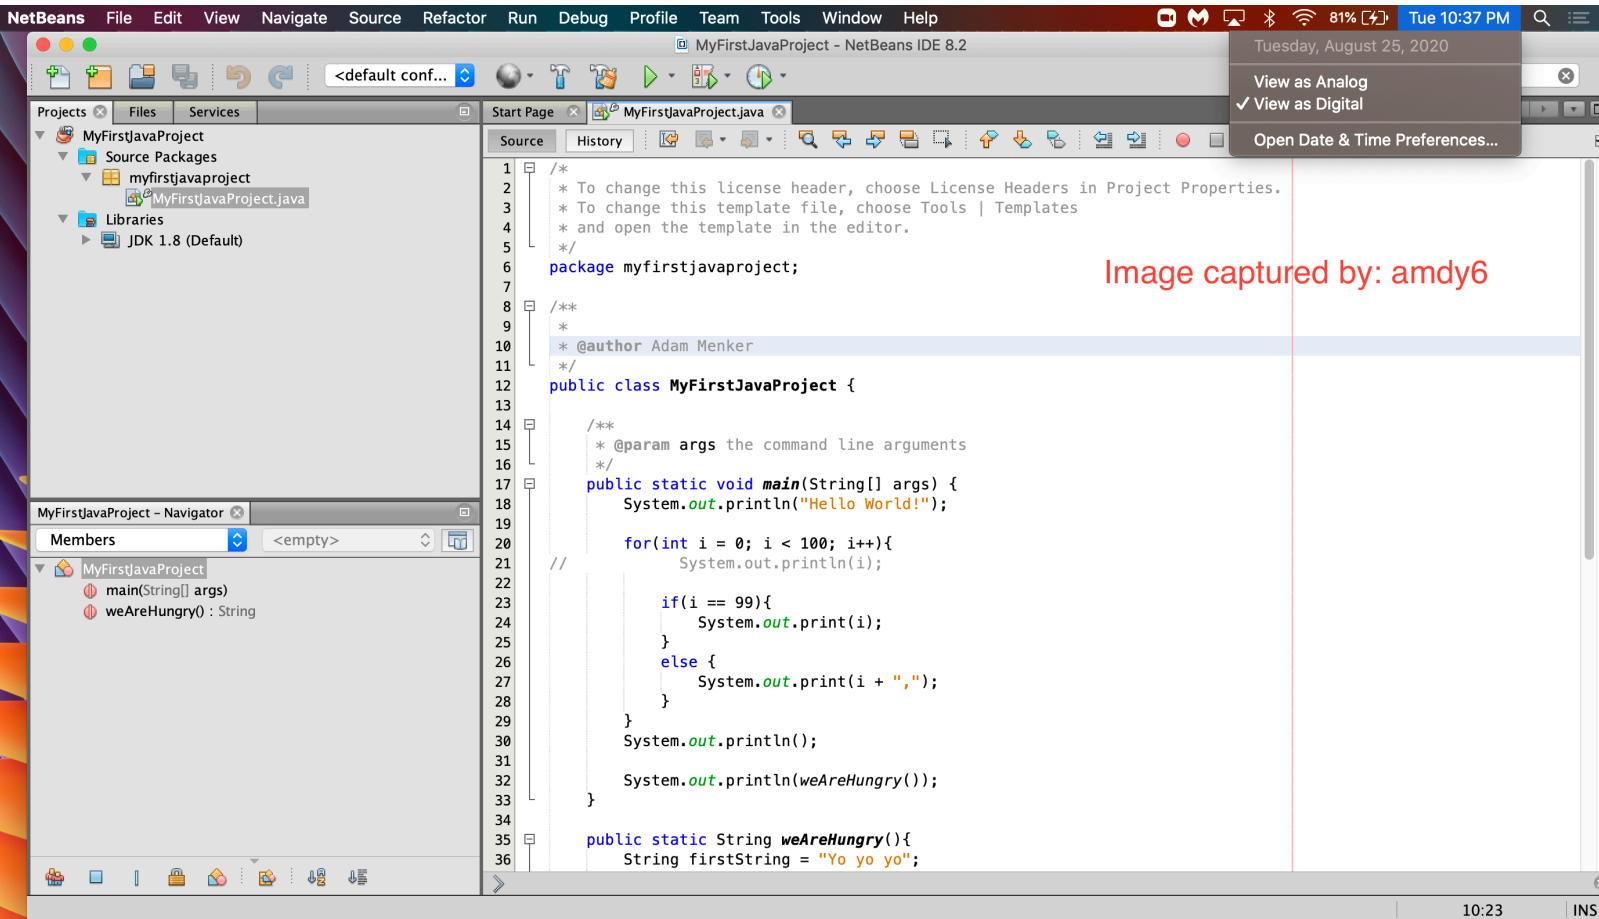 NetBeans File Edit View Navigate Source Refactor Run Debug Profile Team Tools Window Help 81% Tue 10:37 PM
MyFirstJavaProject - NetBeans IDE 8.2
Tuesday, August 25, 2020
View as Analog
✓ View as Digital
Open Date & Time Preferences...
<default conf...
Projects Files Services
MyFirstJavaProject
Source Packages
myfirstjavaproject
MyFirstJavaProject.java
Libraries
JDK 1.8 (Default)
MyFirstJavaProject - Navigator
Members <empty>
MyFirstJavaProject
main(String[] args)
weAreHungry() : String
Start Page MyFirstJavaProject.java
Source History
1 /*
2 * To change this license header, choose License Headers in Project Properties.
3 * To change this template file, choose Tools | Templates
4 * and open the template in the editor.
5 */
6 package myfirstjavaproject;
7
8 /**
9 *
10 * @author Adam Menker
11 */
12 public class MyFirstJavaProject {
13
14 /**
15 * @param args the command line arguments
16 */
17 public static void main(String[] args) {
18 System.out.println("Hello World!");
19
20 for(int i = 0; i < 100; i++){
21 // System.out.println(i);
22
23 if(i == 99){
24 System.out.print(i);
25 }
26 else {
27 System.out.print(i + ",");
28 }
29 }
30 System.out.println();
31
32 System.out.println(weAreHungry());
33 }
34
35 public static String weAreHungry(){
36 String firstString = "Yo yo yo";
Image captured by: amdy6
10:23 INS